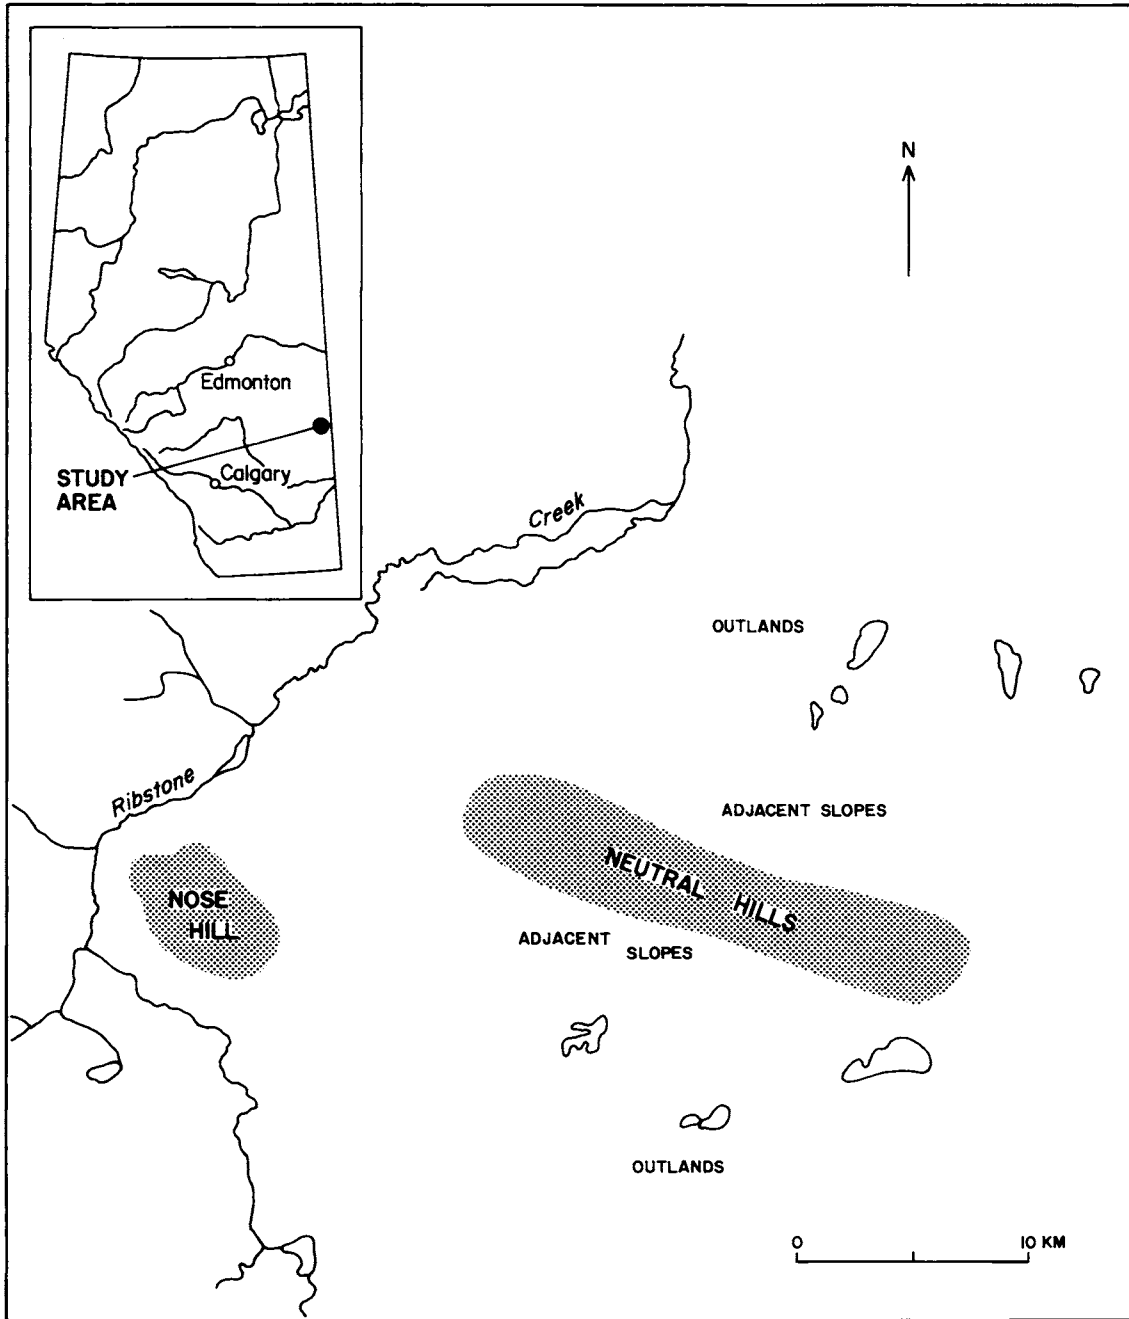 N
Edmonton
STUDY
AREA
Calgary
Creek
OUTLANDS
Ribstone
ADJACENT SLOPES
NEUTRAL HILLS
NOSE
HILL
ADJACENT
SLOPES
OUTLANDS
0 10 KM